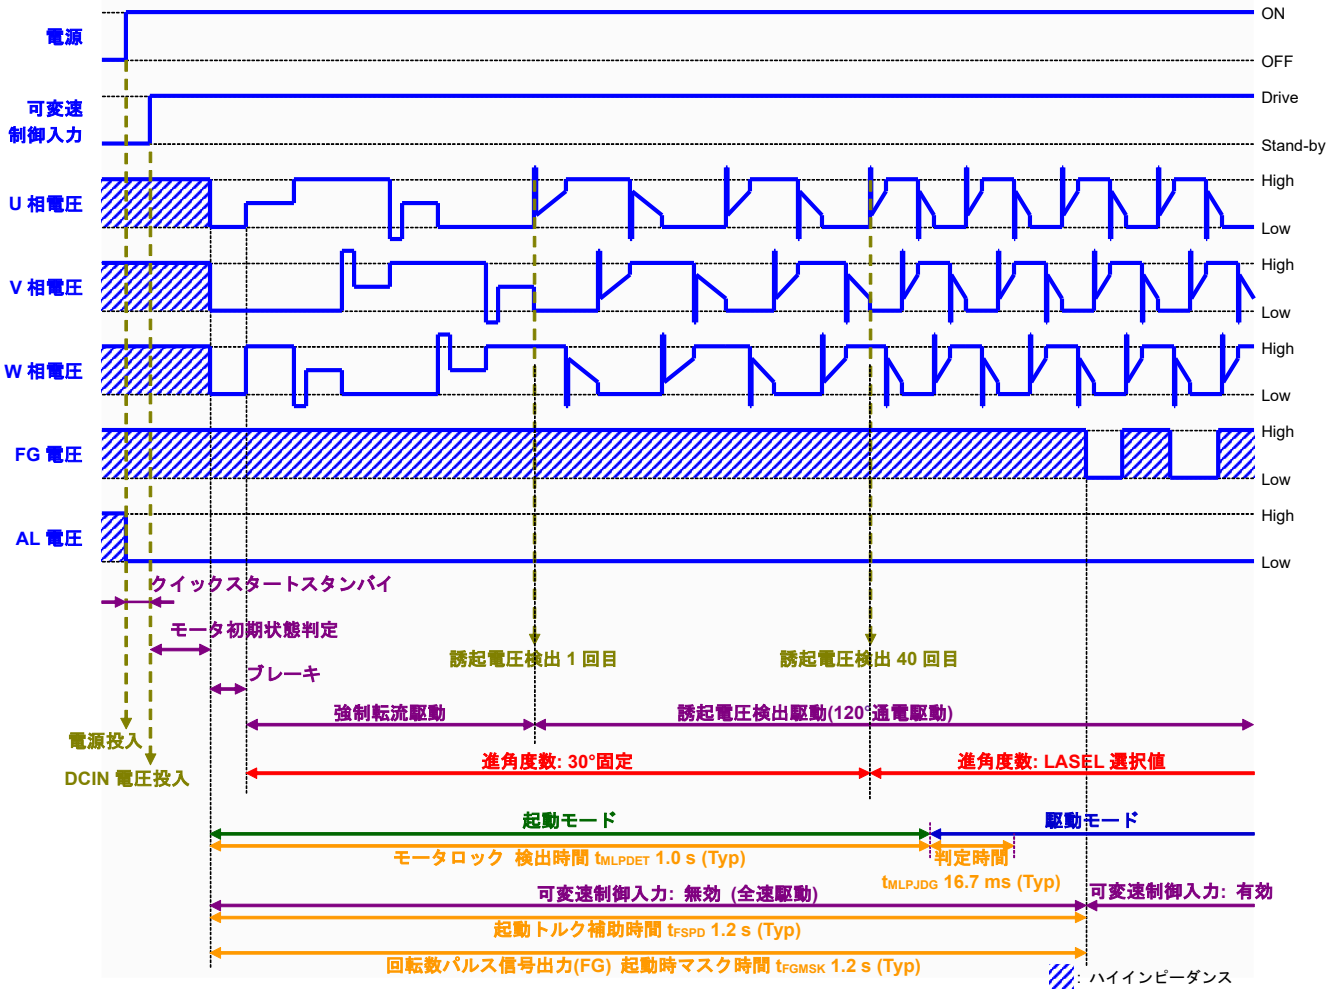 ON
電源
OFF
Drive
可変速
制御入力
Stand-by
High
U 相電圧
Low
High
V 相電圧
Low
High
W 相電圧
Low
High
FG 電圧
Low
High
AL 電圧
Low
クイックスタートスタンバイ
モータ初期状態判定
誘起電圧検出 1 回目
誘起電圧検出 40 回目
ブレーキ
強制転流駆動
誘起電圧検出駆動(120°通電駆動)
電源投入
進角度数: 30°固定
進角度数: LASEL 選択値
DCIN 電圧投入
起動モード
駆動モード
モータロック 検出時間 tMLPDET 1.0 s (Typ)
判定時間
tMLPJDG 16.7 ms (Typ)
可変速制御入力: 無効 (全速駆動)
可変速制御入力: 有効
起動トルク補助時間 tFSPD 1.2 s (Typ)
回転数パルス信号出力(FG) 起動時マスク時間 tFGMSK 1.2 s (Typ)
: ハイインピーダンス